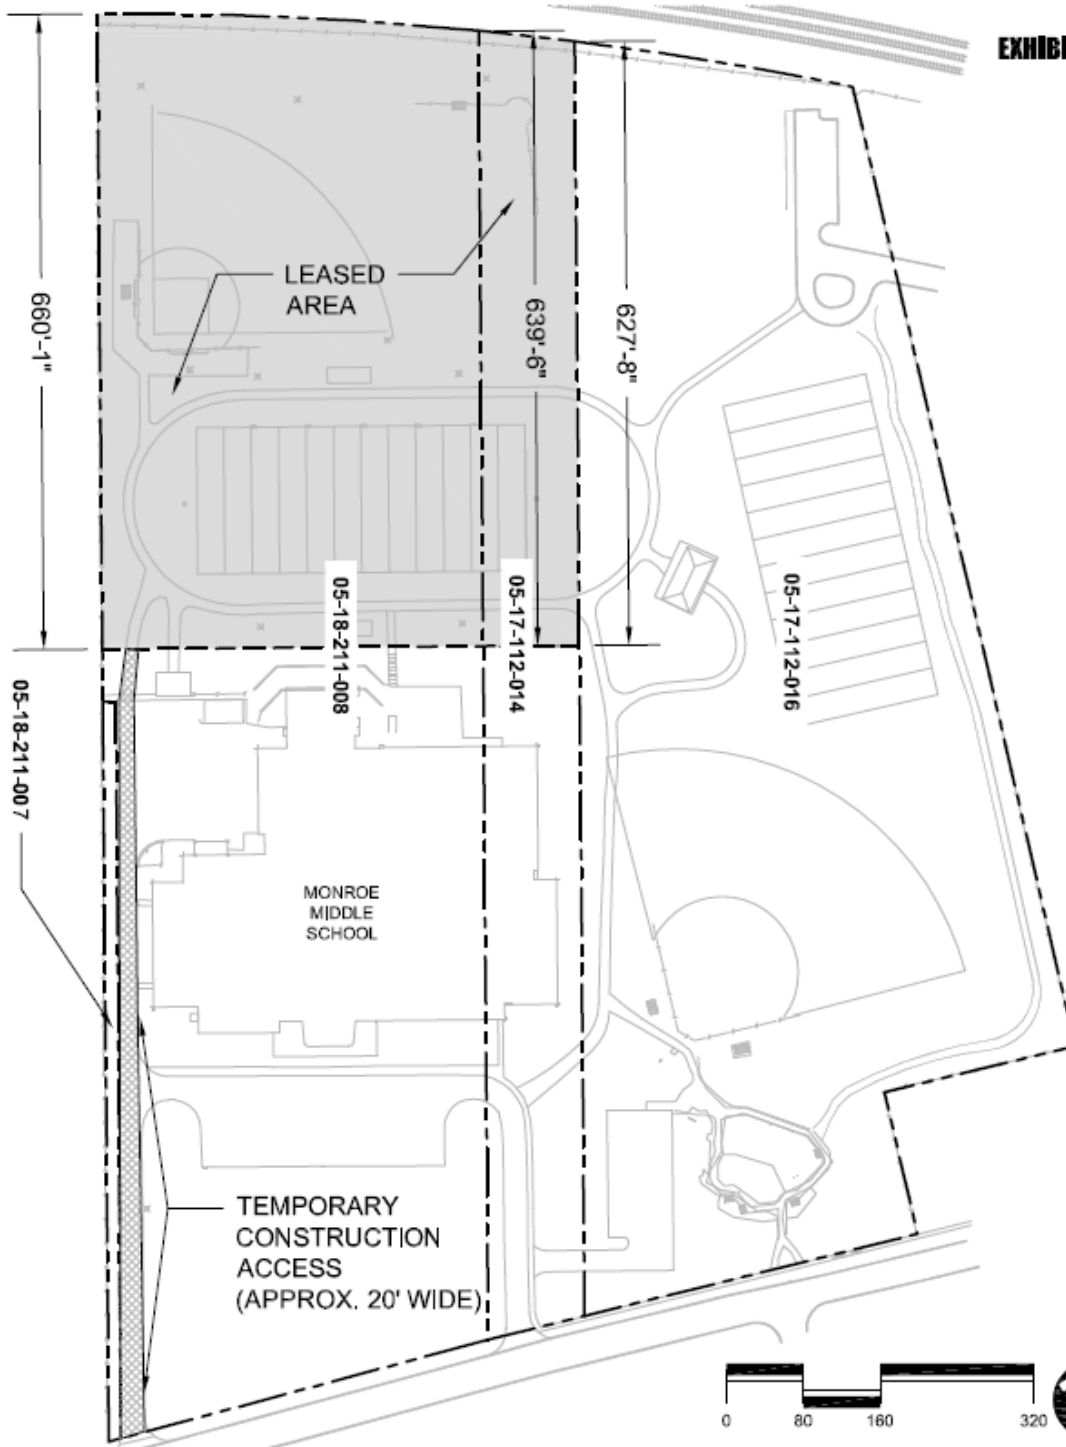 EXHIBI
660'-1"
639'-6"
627'-8"
LEASED
AREA
05-18-211-008
05-17-112-014
05-17-112-016
05-18-211-007
MONROE
MIDDLE
SCHOOL
TEMPORARY
CONSTRUCTION
ACCESS
(APPROX. 20' WIDE)
0 80 160 320